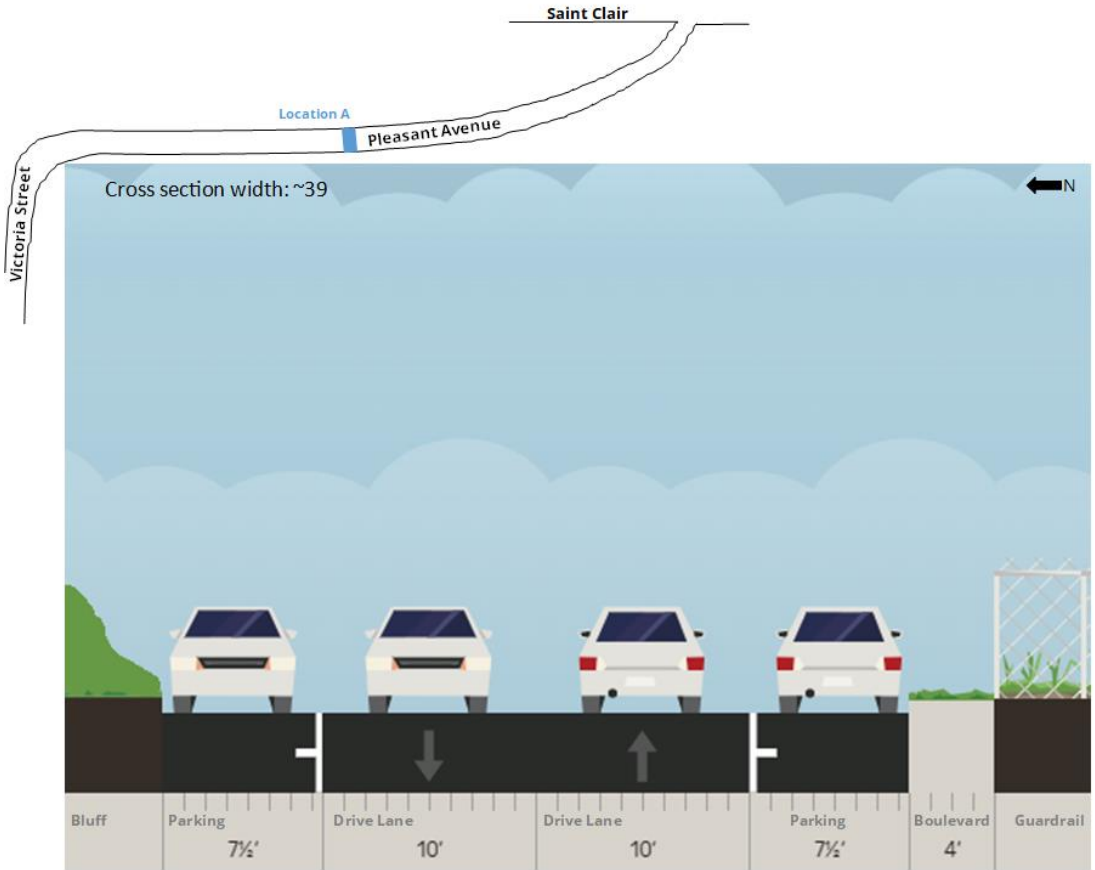 Saint Clair
Location A
Pleasant Avenue
Victoria Street
Cross section width: ~39
N
Bluff
Parking
7½'
Drive Lane
10'
Drive Lane
10'
Parking
7½'
Boulevard
4'
Guardrail